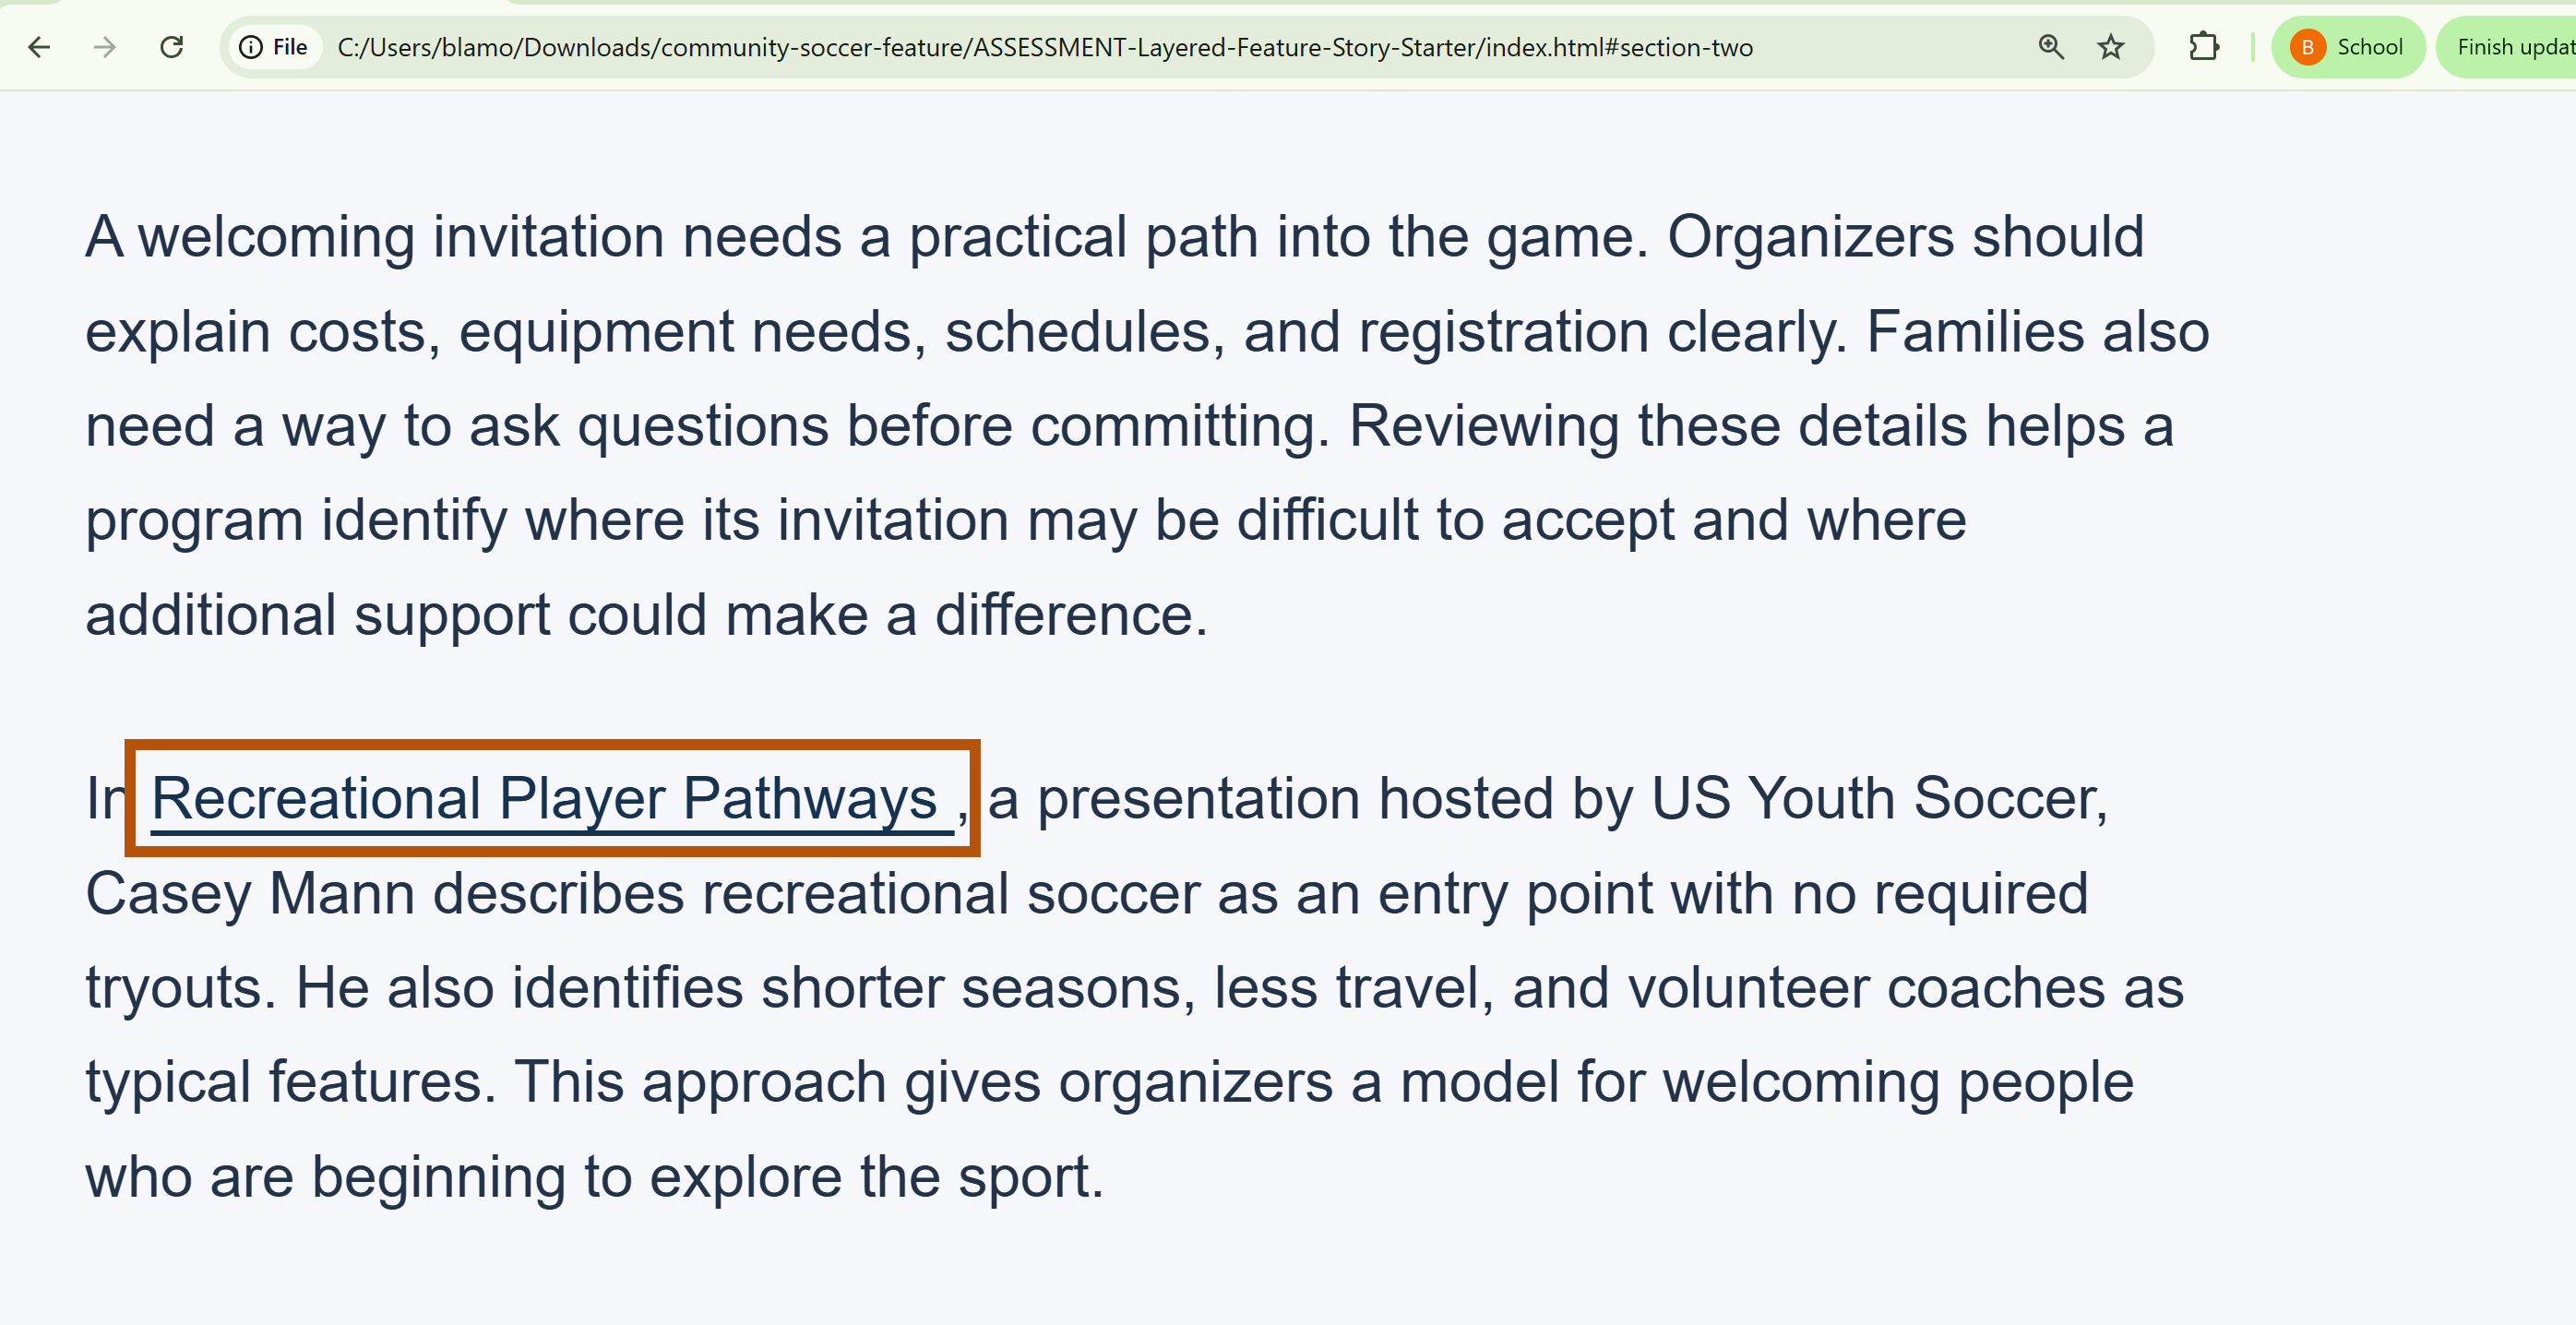 File C:/Users/blamo/Downloads/community-soccer-feature/ASSESSMENT-Layered-Feature-Story-Starter/index.html#section-two B School Finish updat
A welcoming invitation needs a practical path into the game. Organizers should
explain costs, equipment needs, schedules, and registration clearly. Families also
need a way to ask questions before committing. Reviewing these details helps a
program identify where its invitation may be difficult to accept and where
additional support could make a difference.
In Recreational Player Pathways , a presentation hosted by US Youth Soccer,
Casey Mann describes recreational soccer as an entry point with no required
tryouts. He also identifies shorter seasons, less travel, and volunteer coaches as
typical features. This approach gives organizers a model for welcoming people
who are beginning to explore the sport.